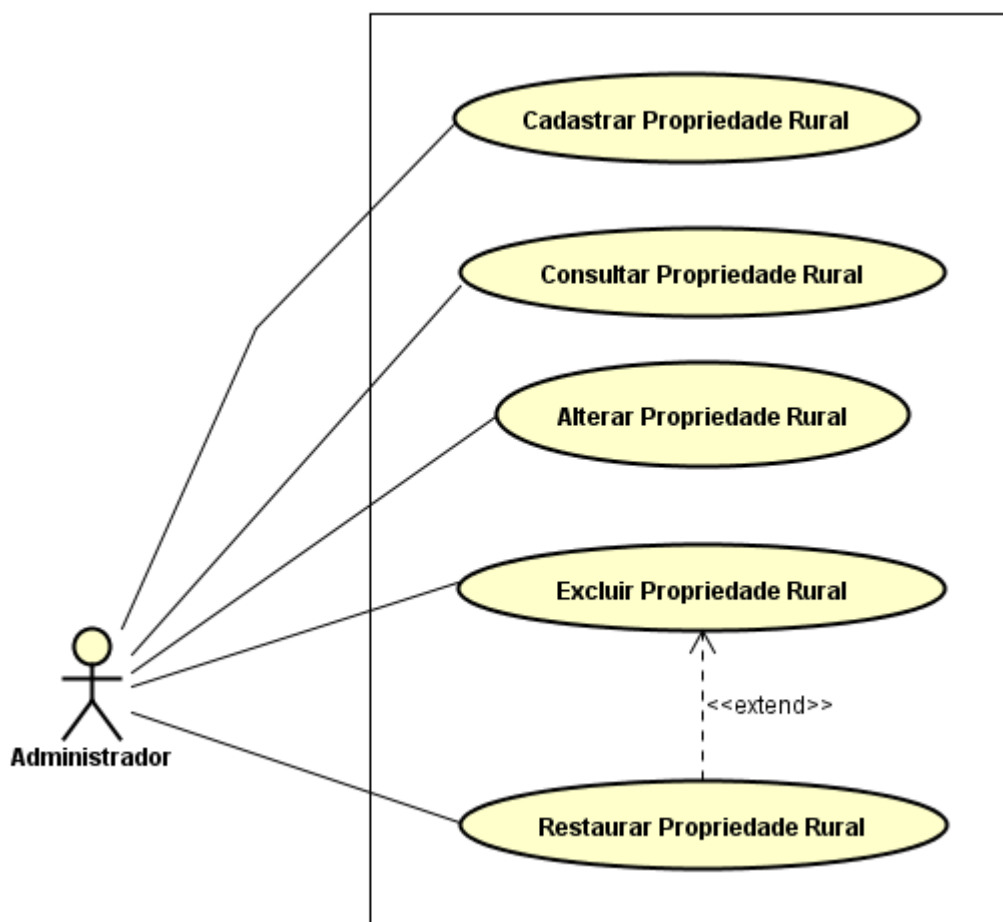 Cadastrar Propriedade Rural
Consultar Propriedade Rural
Alterar Propriedade Rural
Excluir Propriedade Rural
<<extend>>
Administrador
Restaurar Propriedade Rural